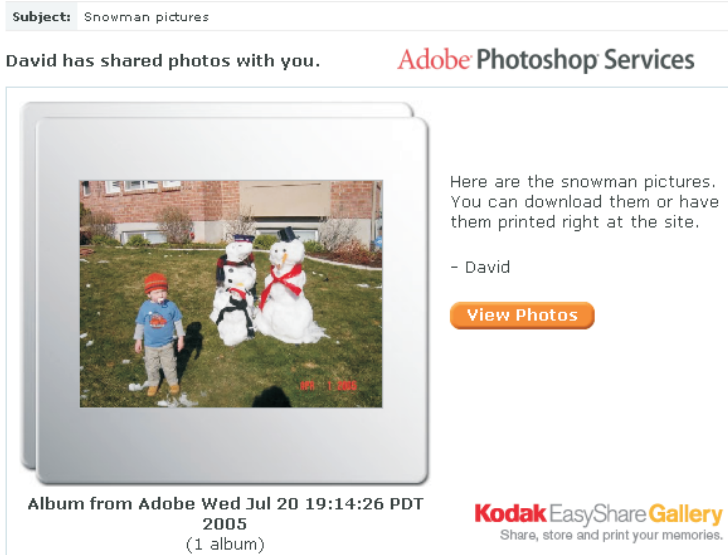 Subject: Snowman pictures
David has shared photos with you.
Adobe Photoshop Services
Here are the snowman pictures.
You can download them or have
them printed right at the site.
- David
View Photos
Album from Adobe Wed Jul 20 19:14:26 PDT
2005
(1 album)
Kodak EasyShare Gallery
Share, store and print your memories.